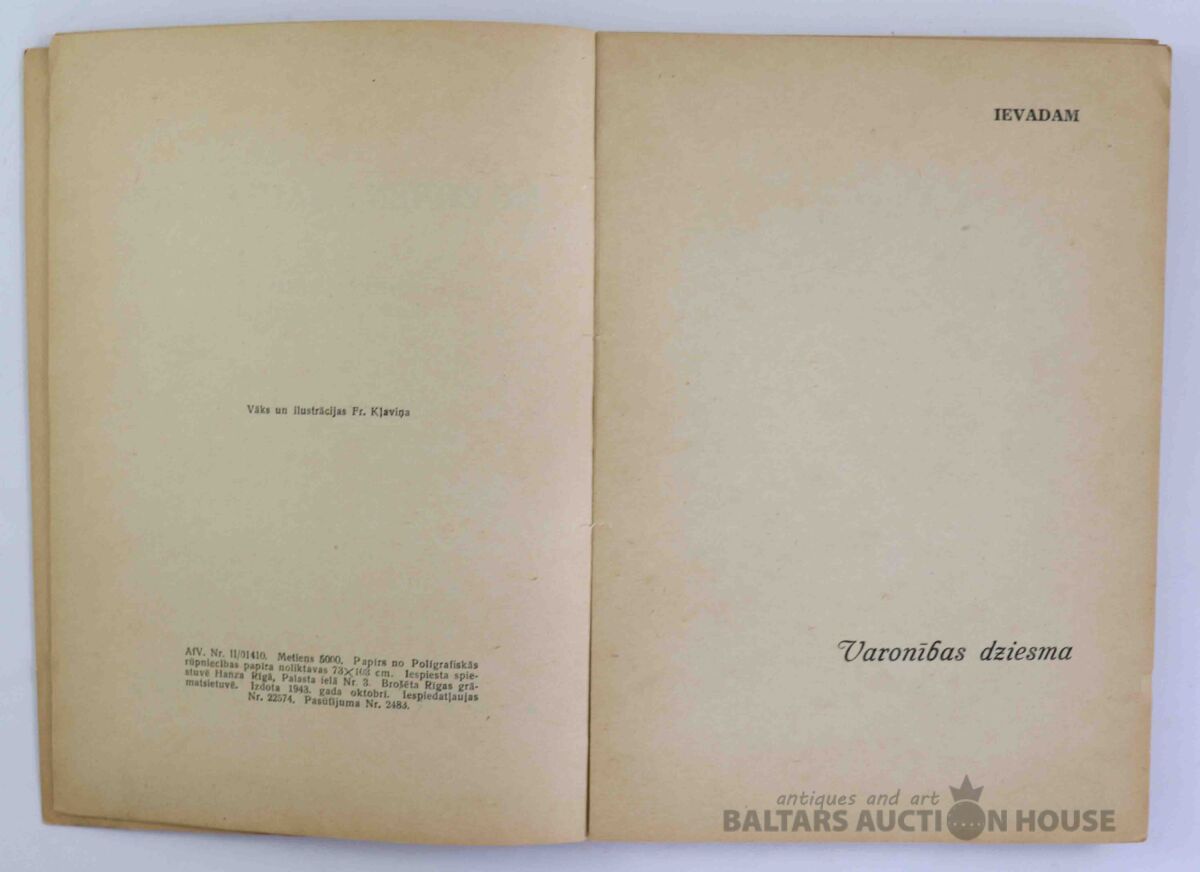 Vāks un ilustrācijas Fr. Kļaviņa
AfV. Nr. II/01410. Metiens 5000. Papīrs no Poligrafiskās
rūpniecības papīra noliktavas 73×103 cm. Iespiesta spie-
stuvē Hanza Rīgā, Palasta ielā Nr. 3. Brošēta Rīgas grā-
matsietuvē. Izdota 1943. gada oktobrī. Iespiedatļaujas
Nr. 22574. Pasūtījuma Nr. 2483.
IEVADAM
Varonības dziesma
antiques and art
BALTARS AUCTION HOUSE